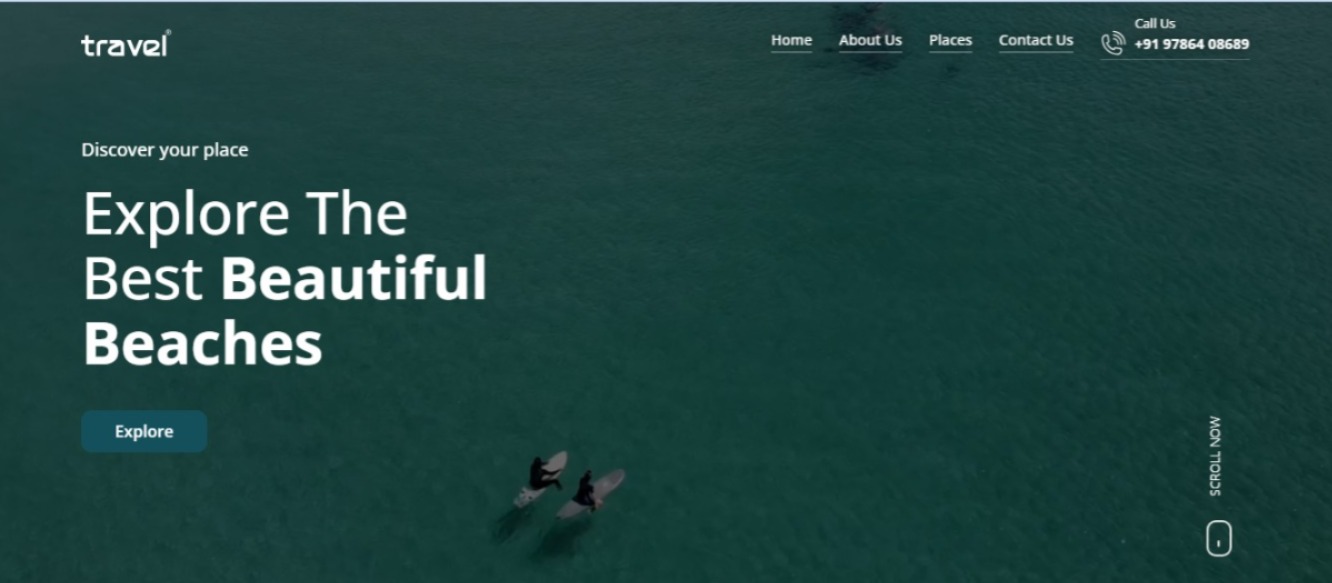 travel®
Home About Us Places Contact Us
Call Us
+91 97864 08689
Discover your place
Explore The
Best Beautiful
Beaches
Explore
SCROLL NOW